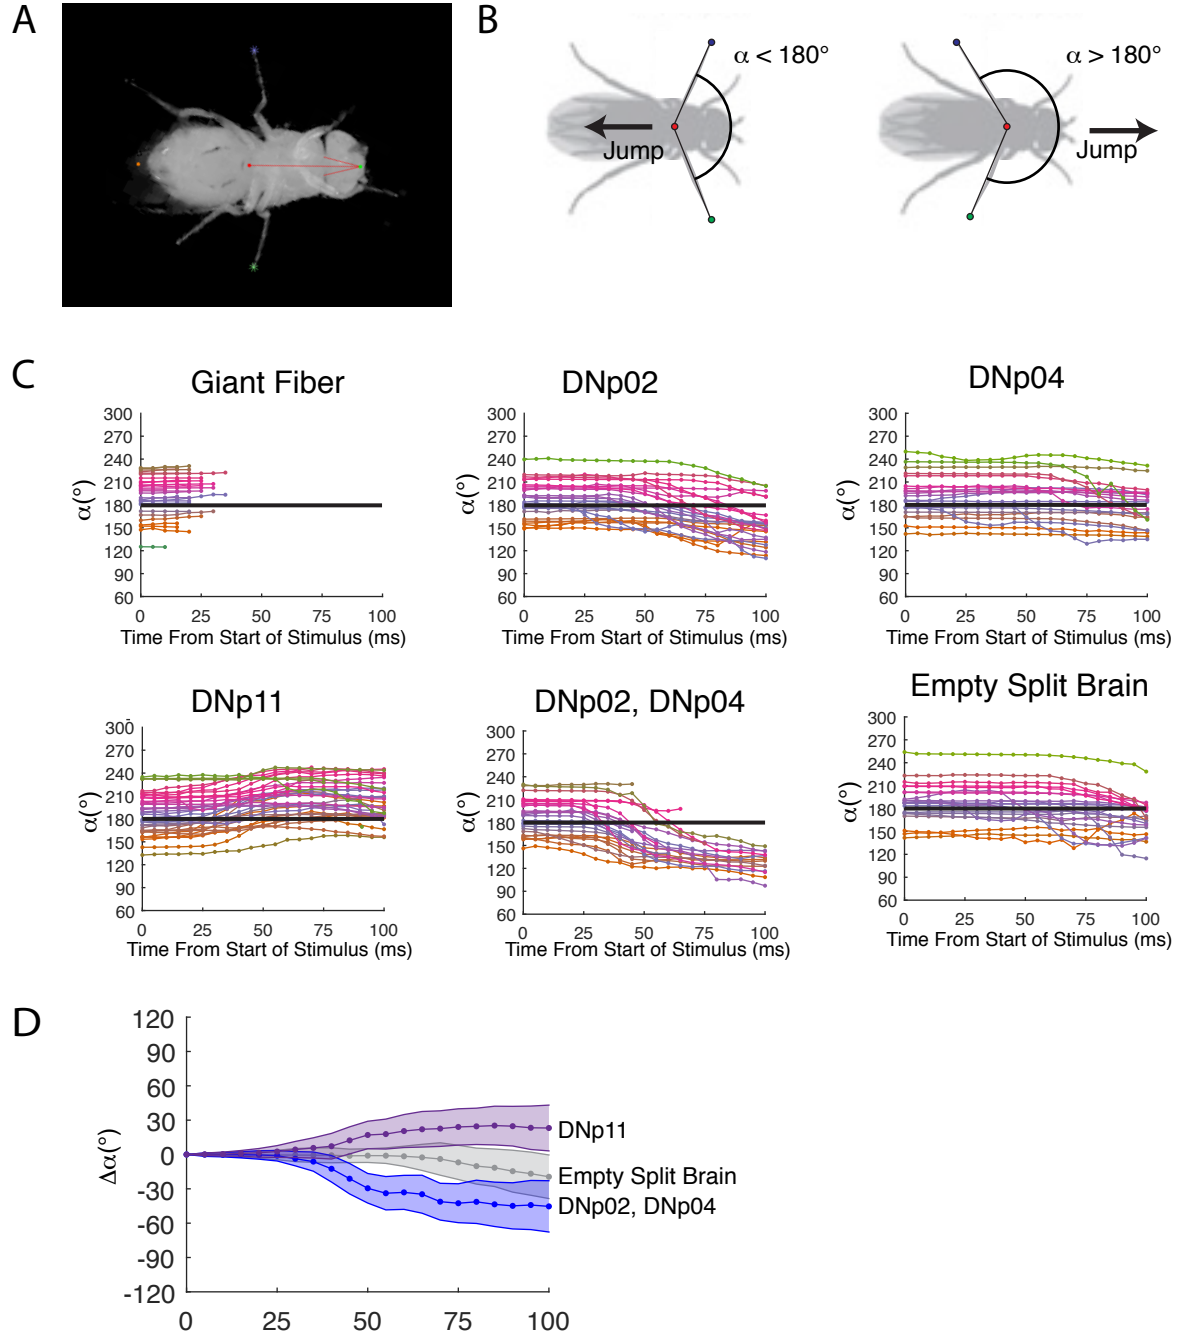 A
B
α < 180°
Jump
α > 180°
Jump
C
Giant Fiber
α(°)
300
270
240
210
180
150
120
90
60
0 25 50 75 100
Time From Start of Stimulus (ms)
DNp02
α(°)
300
270
240
210
180
150
120
90
60
0 25 50 75 100
Time From Start of Stimulus (ms)
DNp04
α(°)
300
270
240
210
180
150
120
90
60
0 25 50 75 100
Time From Start of Stimulus (ms)
DNp11
α(°)
300
270
240
210
180
150
120
90
60
0 25 50 75 100
Time From Start of Stimulus (ms)
DNp02, DNp04
α(°)
300
270
240
210
180
150
120
90
60
0 25 50 75 100
Time From Start of Stimulus (ms)
Empty Split Brain
α(°)
300
270
240
210
180
150
120
90
60
0 25 50 75 100
Time From Start of Stimulus (ms)
D
Δα(°)
120
90
60
30
0
-30
-60
-90
-120
0 25 50 75 100
DNp11
Empty Split Brain
DNp02, DNp04